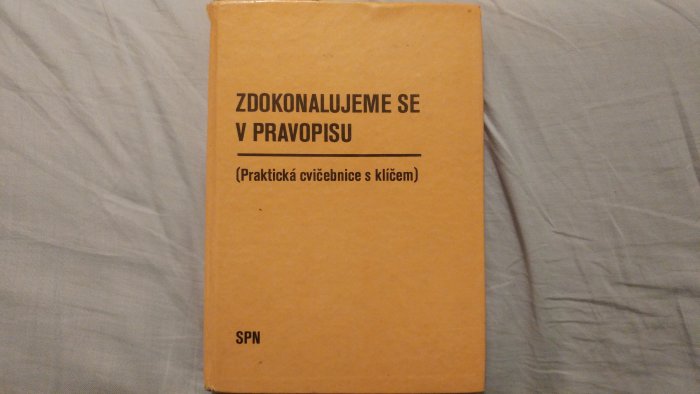 ZDOKONALUJEME SE
V PRAVOPISU
(Praktická cvičebnice s klíčem)
SPN